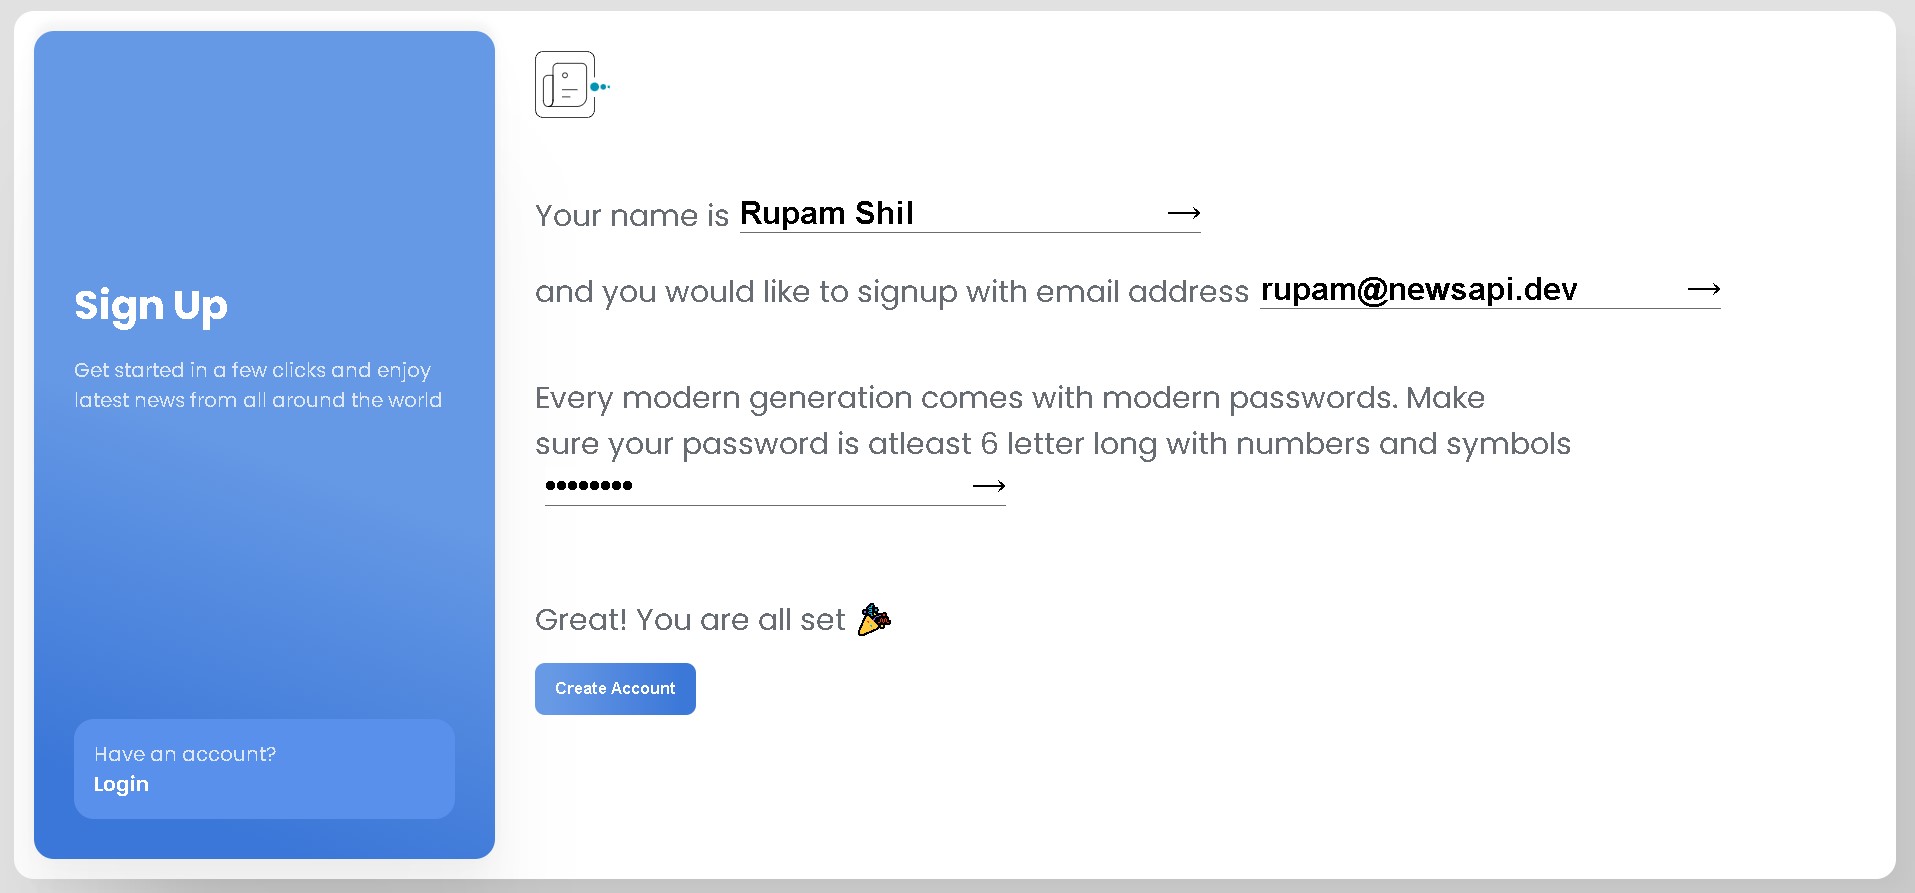 Sign Up
Get started in a few clicks and enjoy
latest news from all around the world
Have an account?
Login
Your name is Rupam Shil
and you would like to signup with email address rupam@newsapi.dev
Every modern generation comes with modern passwords. Make
sure your password is atleast 6 letter long with numbers and symbols
••••••••
Great! You are all set 🎉
Create Account